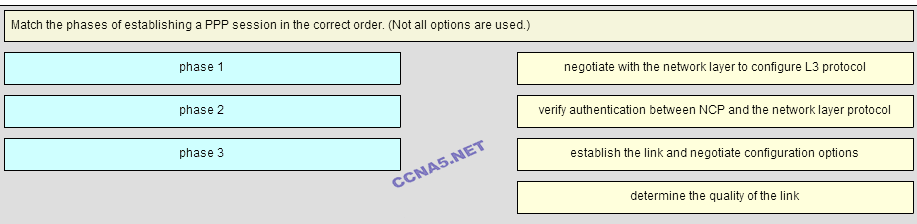 Match the phases of establishing a PPP session in the correct order. (Not all options are used.)
phase 1
negotiate with the network layer to configure L3 protocol
phase 2
verify authentication between NCP and the network layer protocol
phase 3
establish the link and negotiate configuration options
CCNA5.NET
determine the quality of the link